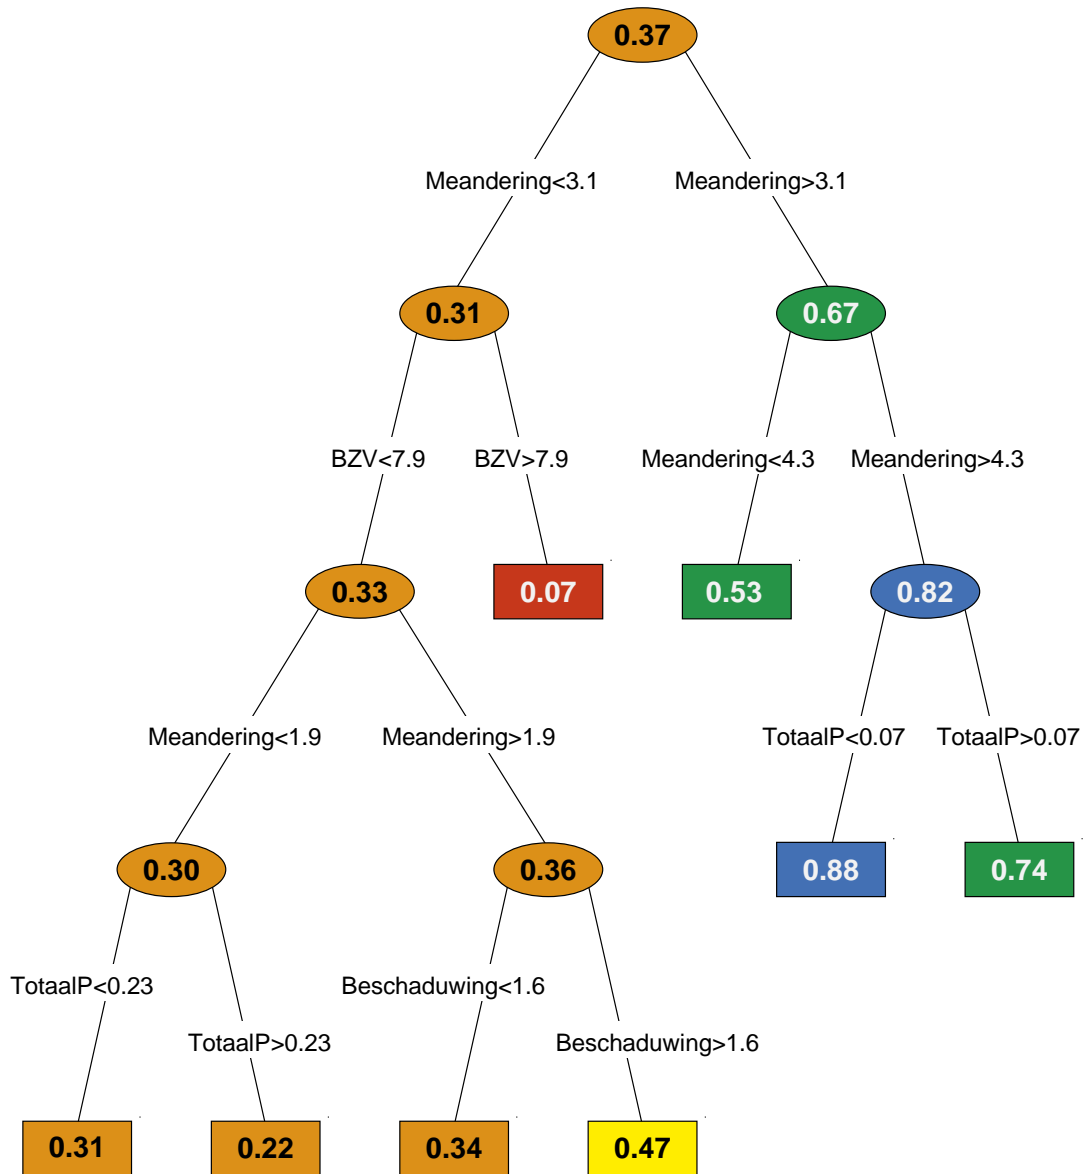 0.37
Meandering<3.1 Meandering>3.1
0.31 0.67
BZV<7.9 BZV>7.9 Meandering<4.3 Meandering>4.3
0.33 0.07 0.53 0.82
Meandering<1.9 Meandering>1.9 TotaalP<0.07 TotaalP>0.07
0.30 0.36 0.88 0.74
TotaalP<0.23 Beschaduwing<1.6
TotaalP>0.23 Beschaduwing>1.6
0.31 0.22 0.34 0.47